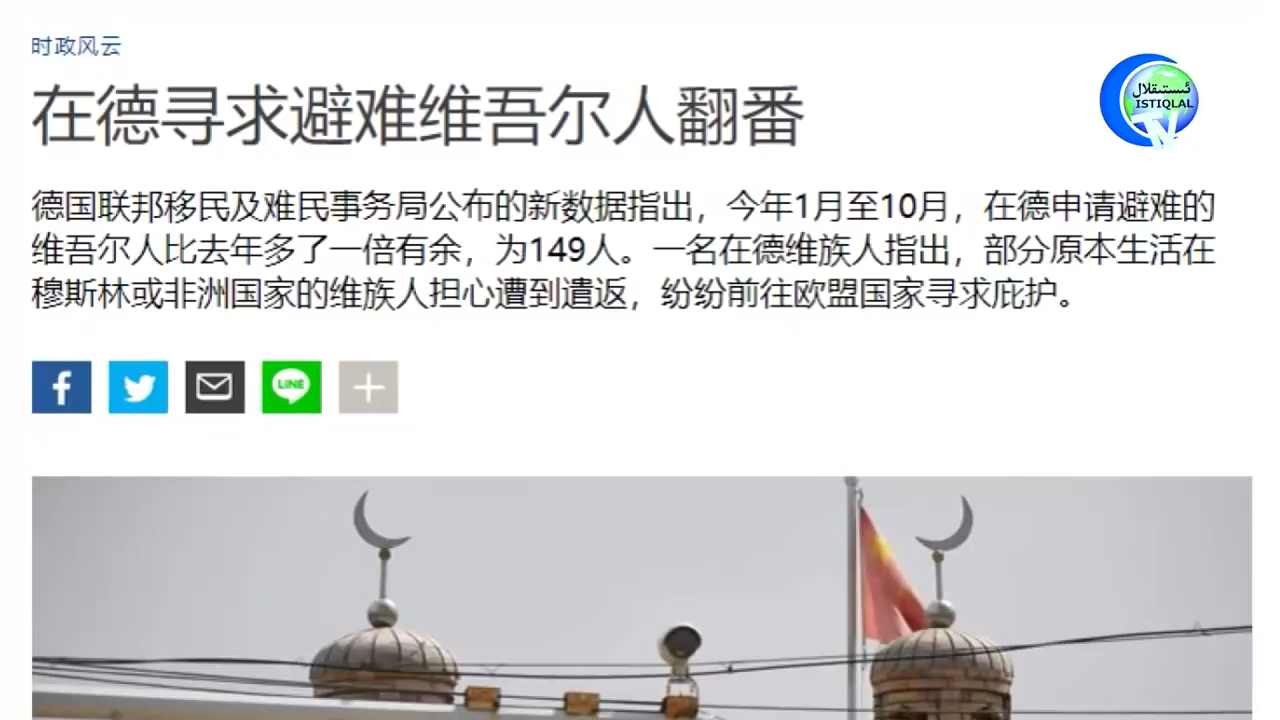 时政风云
在德寻求避难维吾尔人翻番
ئىستىقلال
ISTIQLAL
TV
德国联邦移民及难民事务局公布的新数据指出，今年1月至10月，在德申请避难的
维吾尔人比去年多了一倍有余，为149人。一名在德维族人指出，部分原本生活在
穆斯林或非洲国家的维族人担心遭到遣返，纷纷前往欧盟国家寻求庇护。
LINE